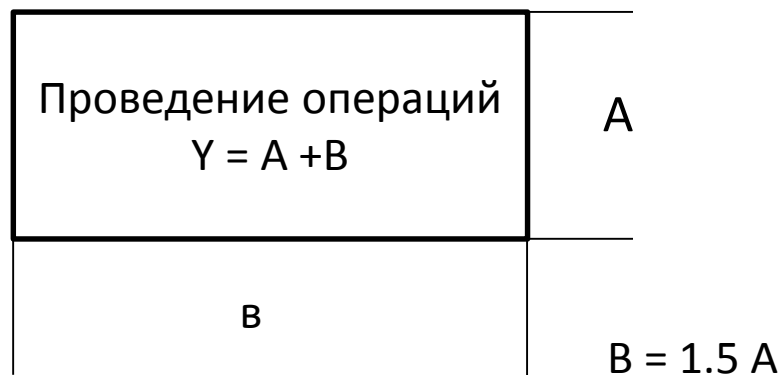 Проведение операций
Y = A +B
A
в
B = 1.5 A